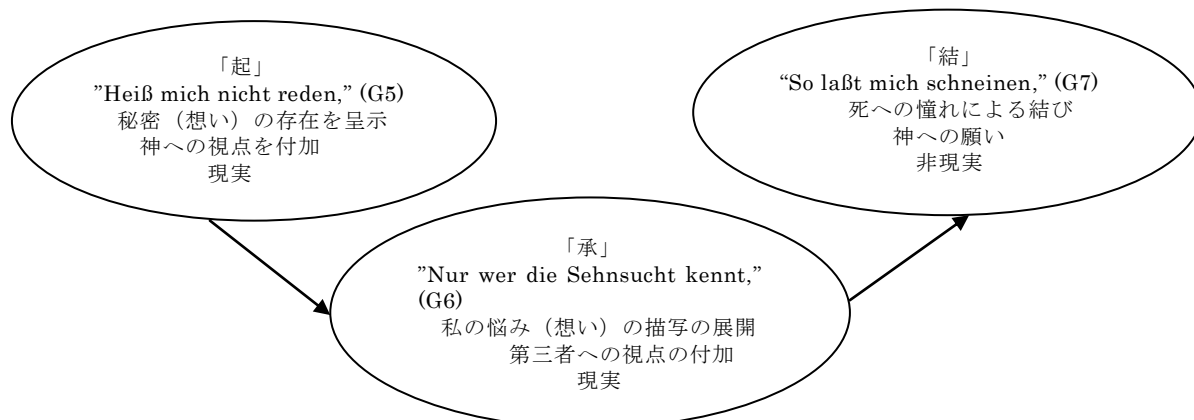 「起」
”Heiß mich nicht reden,” (G5)
秘密（想い）の存在を呈示
神への視点を付加
現実
「結」
“So laßt mich schneinen,” (G7)
死への憧れによる結び
神への願い
非現実
「承」
”Nur wer die Sehnsucht kennt,”
(G6)
私の悩み（想い）の描写の展開
第三者への視点の付加
現実